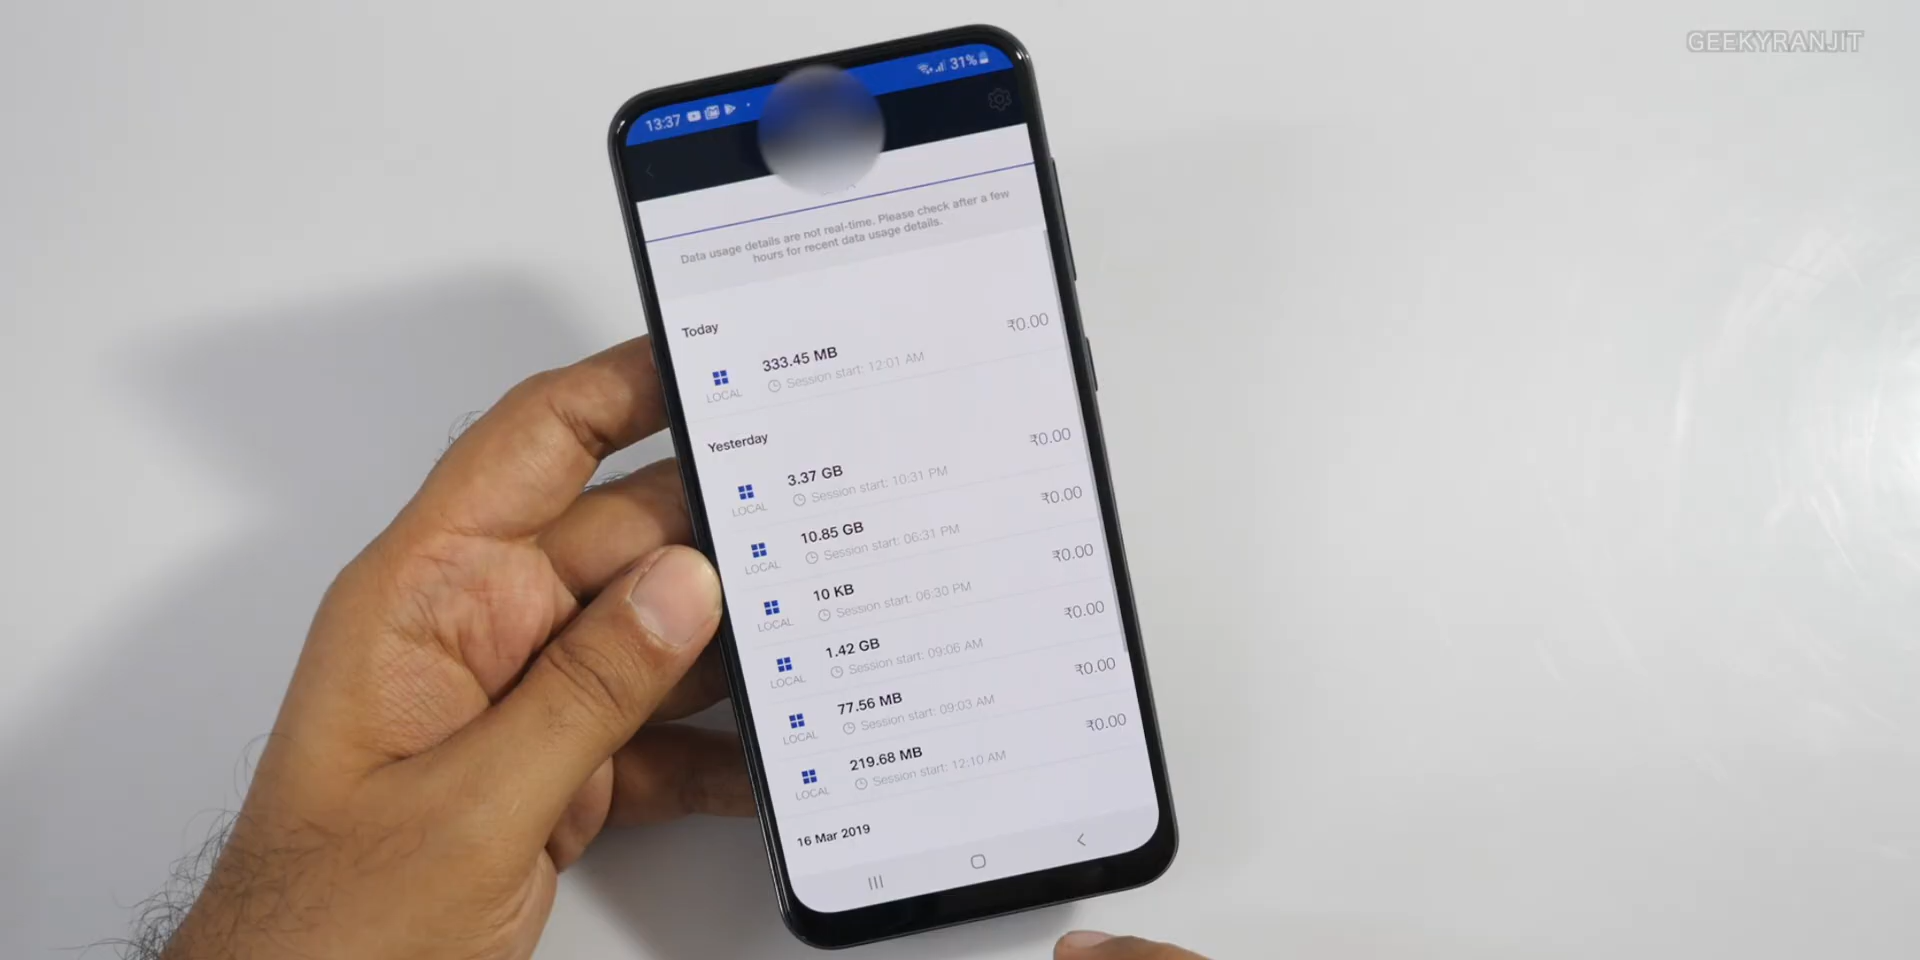 GEEKYRANJIT
13:37
31%
Data usage details are not real-time. Please check after a few
hours for recent data usage details.
Today
333.45 MB
₹0.00
LOCAL
Session start: 12:01 AM
Yesterday
3.37 GB
₹0.00
LOCAL
Session start: 10:31 PM
10.85 GB
₹0.00
LOCAL
Session start: 06:31 PM
10 KB
₹0.00
LOCAL
Session start: 06:30 PM
1.42 GB
₹0.00
LOCAL
Session start: 09:06 AM
77.56 MB
₹0.00
LOCAL
Session start: 09:03 AM
219.68 MB
₹0.00
LOCAL
Session start: 12:10 AM
16 Mar 2019